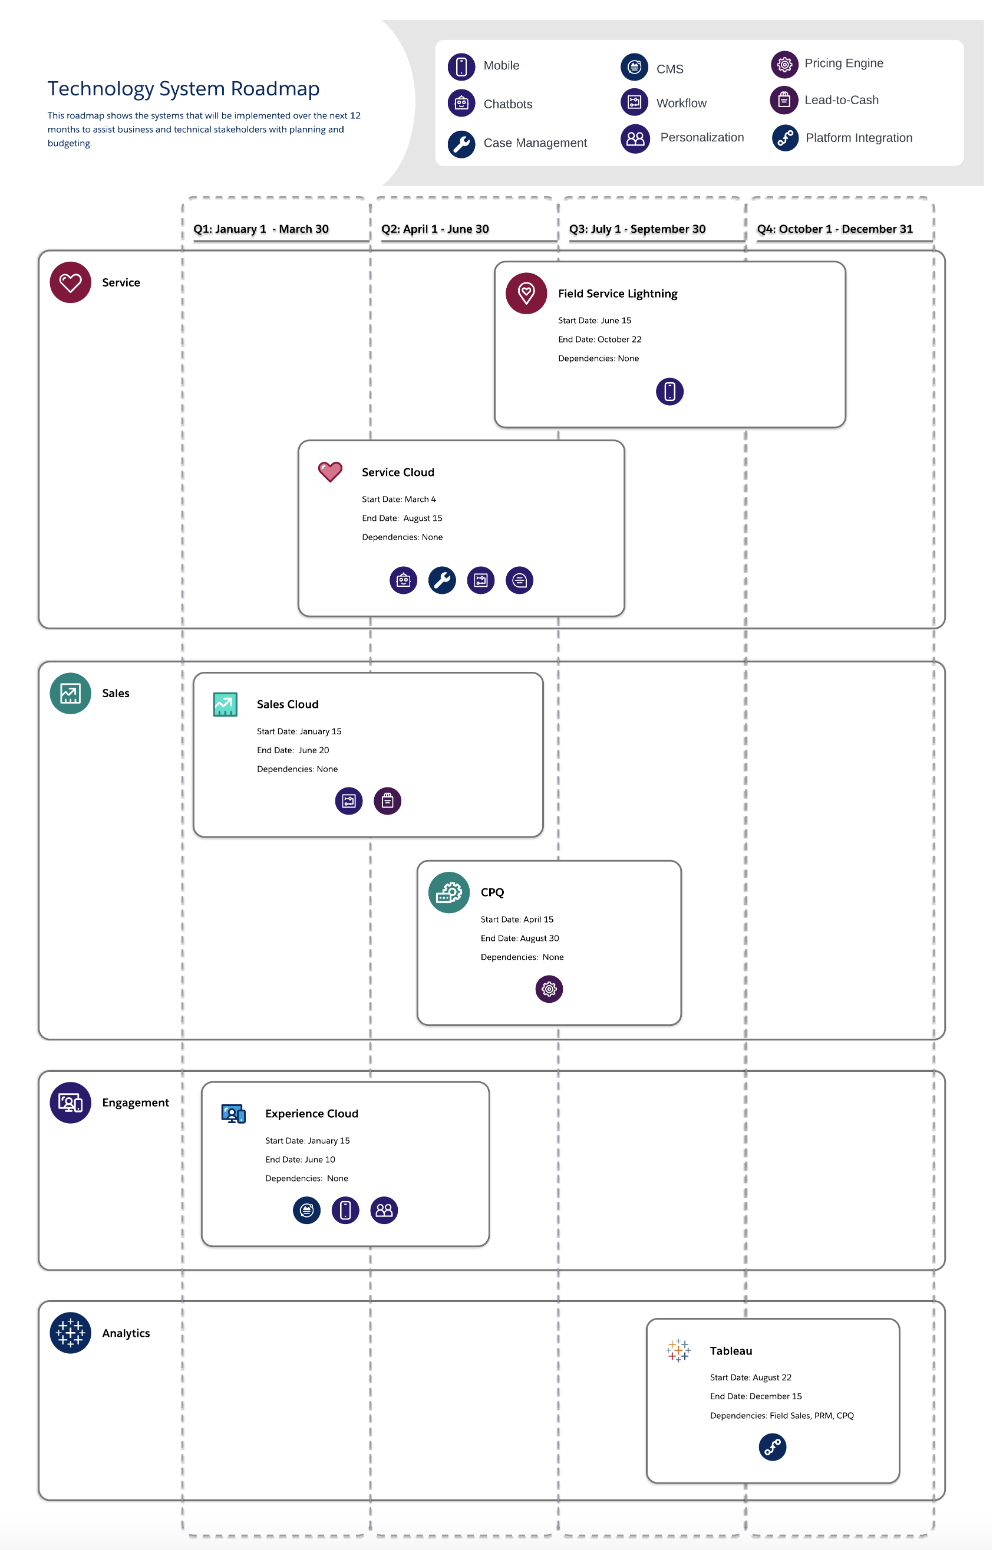 Technology System Roadmap
This roadmap shows the systems that will be implemented over the next 12
months to assist business and technical stakeholders with planning and
budgeting.
Mobile
CMS
Pricing Engine
Chatbots
Workflow
Lead-to-Cash
Case Management
Personalization
Platform Integration
Q1: January 1 - March 30
Q2: April 1 - June 30
Q3: July 1 - September 30
Q4: October 1 - December 31
Service
Field Service Lightning
Start Date: June 15
End Date: October 22
Dependencies: None
Service Cloud
Start Date: March 4
End Date: August 15
Dependencies: None
Sales
Sales Cloud
Start Date: January 15
End Date: June 20
Dependencies: None
CPQ
Start Date: April 15
End Date: August 30
Dependencies: None
Engagement
Experience Cloud
Start Date: January 15
End Date: June 10
Dependencies: None
Analytics
Tableau
Start Date: August 22
End Date: December 15
Dependencies: Field Sales, PRM, CPQ